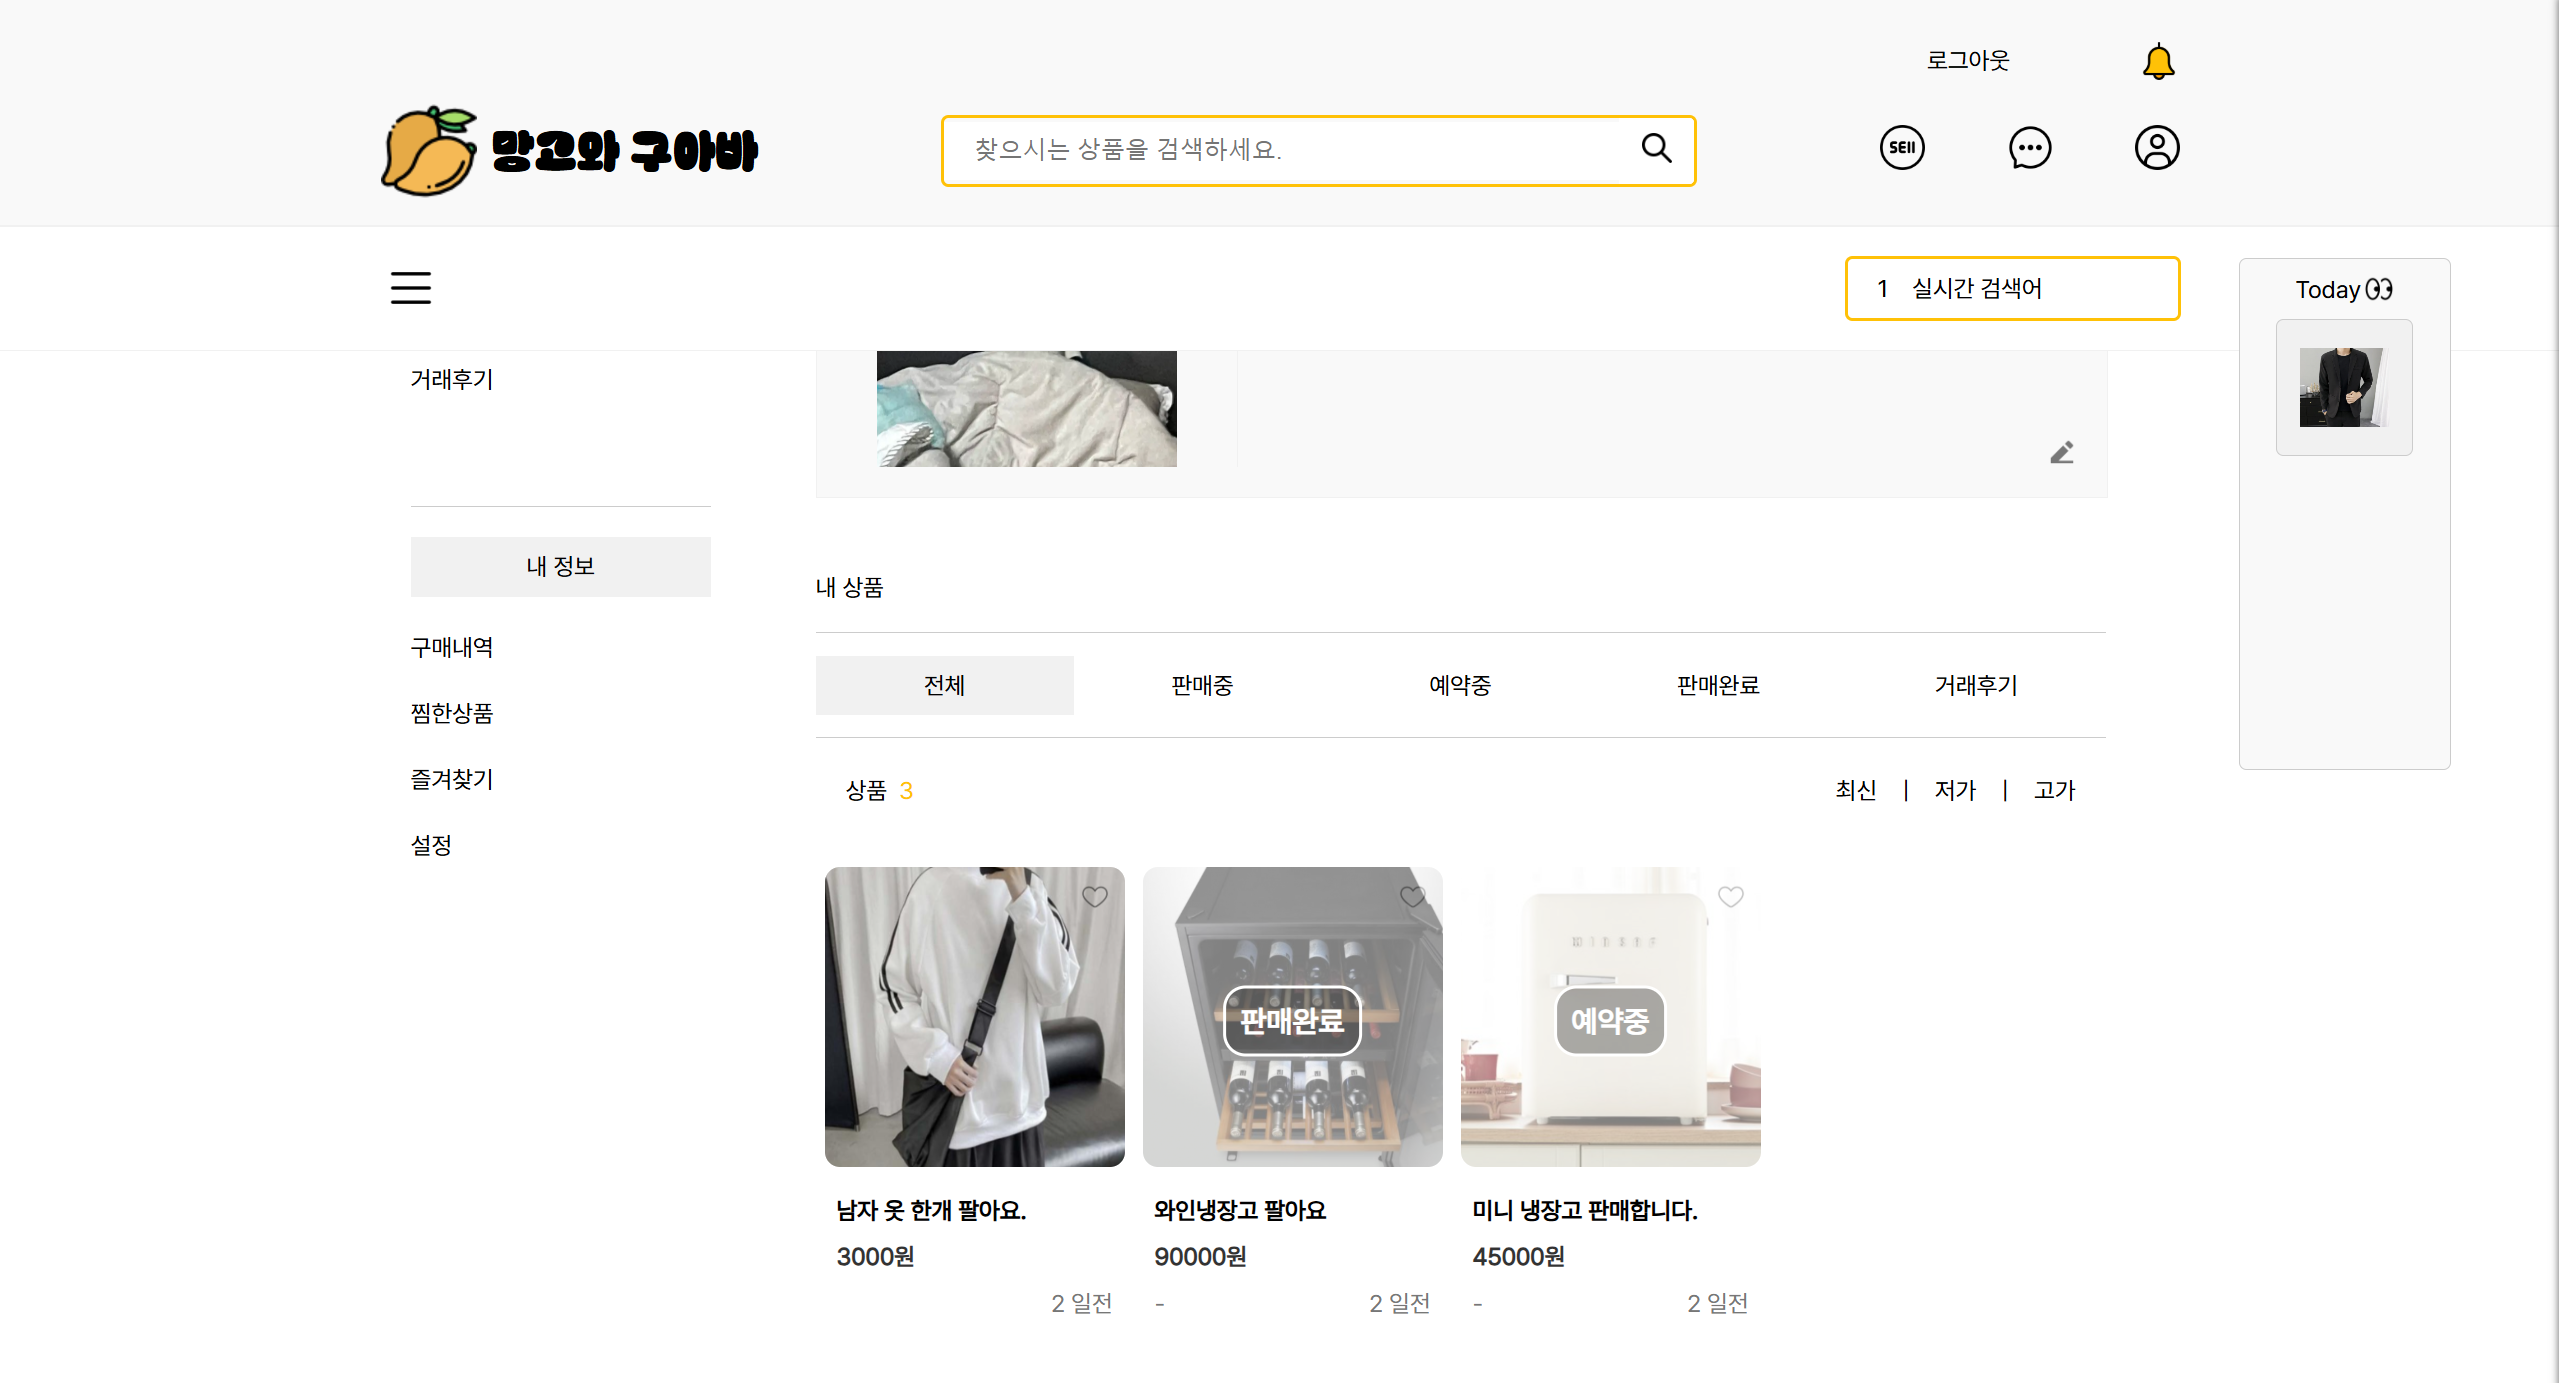 로그아웃
망고와 구아바
찾으시는 상품을 검색하세요.
SEll
1 실시간 검색어
Today
거래후기
내 정보
구매내역
찜한상품
즐겨찾기
설정
내 상품
전체 판매중 예약중 판매완료 거래후기
상품 3
최신 | 저가 | 고가
판매완료
예약중
남자 옷 한개 팔아요.
3000원
2 일전
와인냉장고 팔아요
90000원
- 2 일전
미니 냉장고 판매합니다.
45000원
- 2 일전